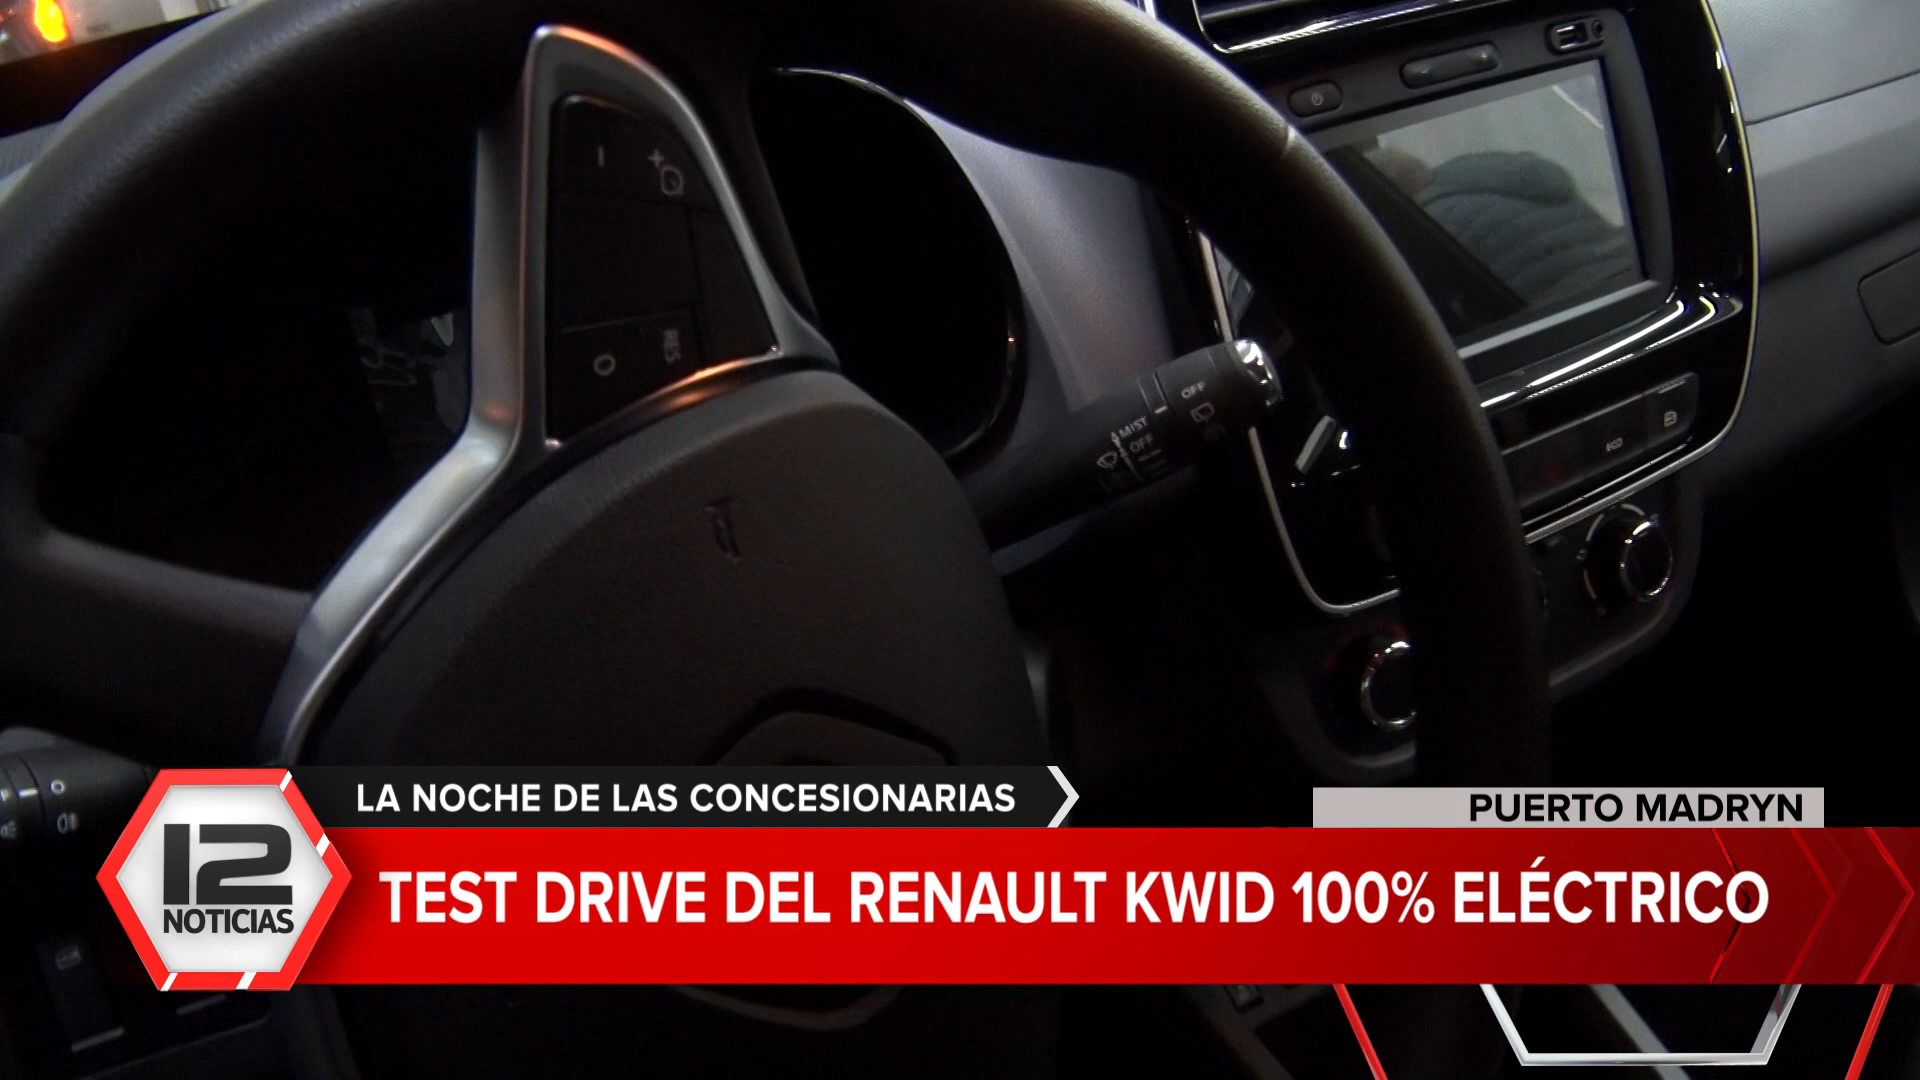 RES
OFF
MIST
OFF
LA NOCHE DE LAS CONCESIONARIAS
PUERTO MADRYN
12
NOTICIAS
TEST DRIVE DEL RENAULT KWID 100% ELÉCTRICO